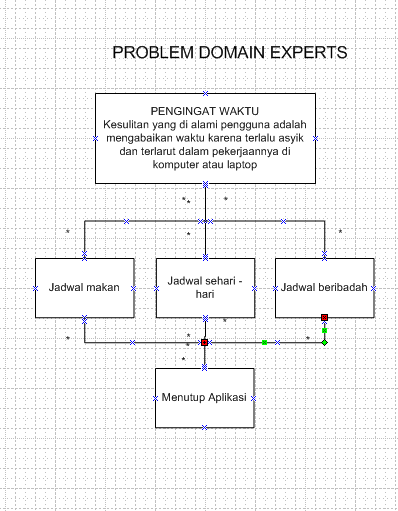 PROBLEM DOMAIN EXPERTS
PENGINGAT WAKTU
Kesulitan yang di alami pengguna adalah
mengabaikan waktu karena terlalu asyik
dan terlarut dalam pekerjaannya di
komputer atau laptop
* * *
*
* *
Jadwal makan
Jadwal sehari -
hari
Jadwal beribadah
*
* * *
*
*
Menutup Aplikasi